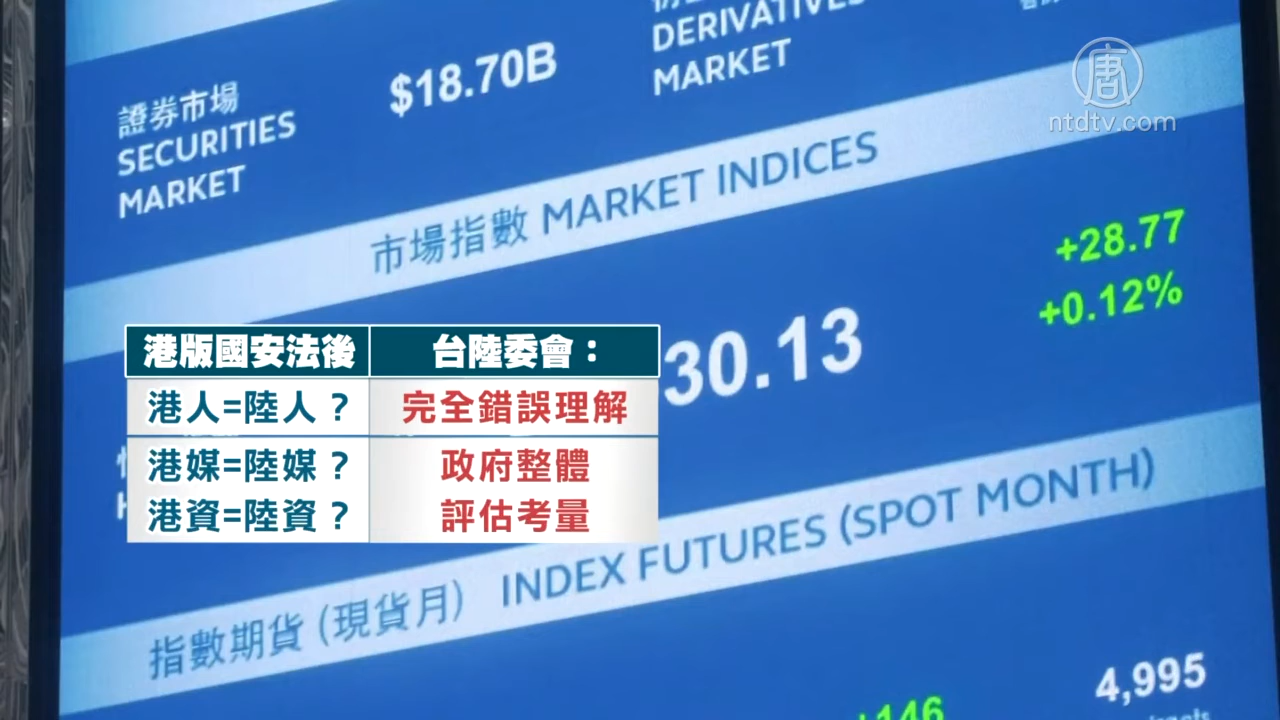 證券市場
SECURITIES
MARKET
$18.70B
DERIVATIVES
MARKET
唐
ntdtv.com
市場指數 MARKET INDICES
+28.77
+0.12%
30.13
港版國安法後
台陸委會：
港人=陸人？
完全錯誤理解
港媒=陸媒？
政府整體
港資=陸資？
評估考量
指數期貨 (現貨月) INDEX FUTURES (SPOT MONTH)
4,995
+146